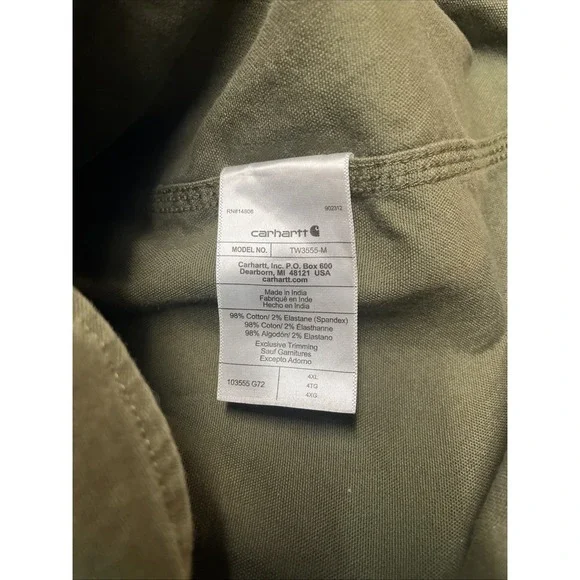 RN#14806 902312
carhartt
MODEL NO. TW3555-M
Carhartt, Inc. P.O. Box 600
Dearborn, MI 48121 USA
carhartt.com
Made in India
Fabriqué en Inde
Hecho en India
98% Cotton/ 2% Elastane (Spandex)
98% Coton/ 2% Élasthanne
98% Algodón/ 2% Elastano
Exclusive Trimming
Sauf Garnitures
Excepto Adorno
103555 G72
4XL
4TG
4XG